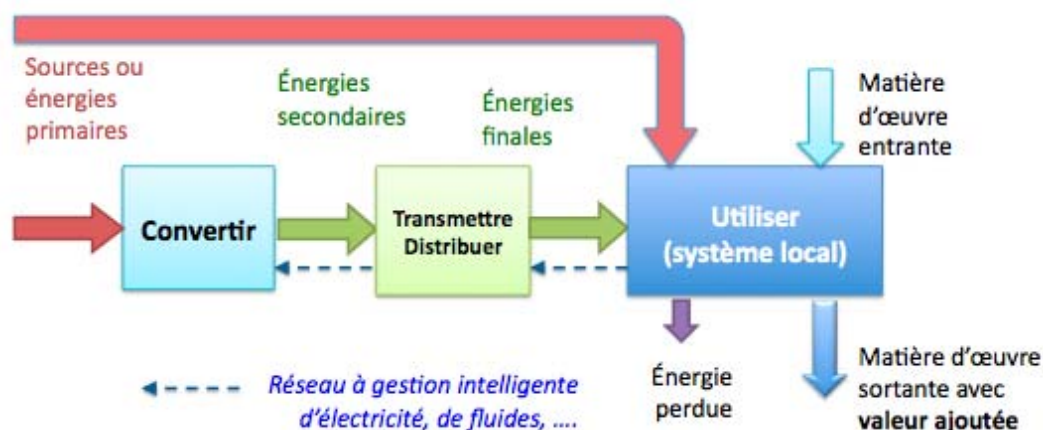 Sources ou
énergies
primaires
Énergies
secondaires
Énergies
finales
Matière
d'œuvre
entrante
Convertir
Transmettre
Distribuer
Utiliser
(système local)
Réseau à gestion intelligente
d'électricité, de fluides, ....
Énergie
perdue
Matière d'œuvre
sortante avec
valeur ajoutée